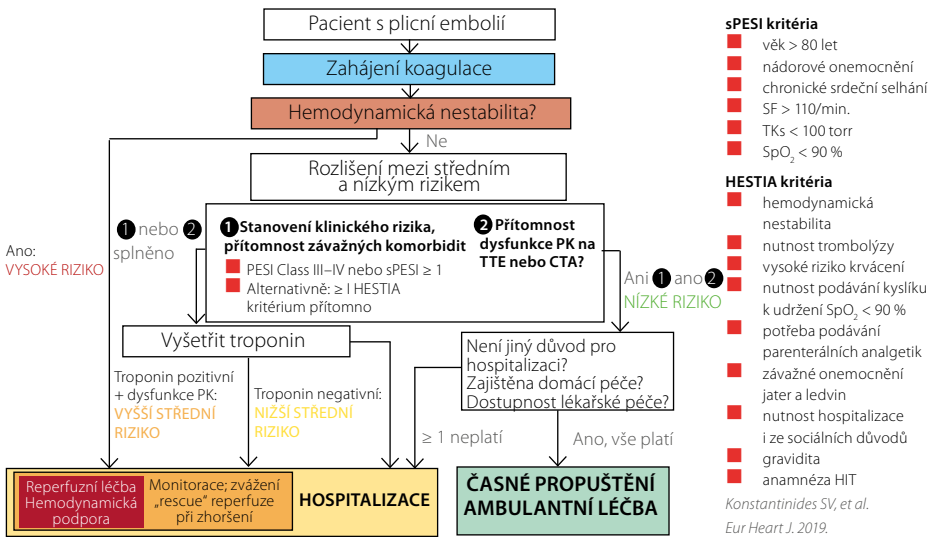 Pacient s plicní embolií
Zahájení koagulace
Hemodynamická nestabilita?
Ne
Rozlišení mezi středním
a nízkým rizikem
Ano:
VYSOKÉ RIZIKO
1 nebo 2
splněno
1 Stanovení klinického rizika,
přítomnost závažných komorbidit
PESI Class III–IV nebo sPESI ≥ 1
Alternativně: ≥ I HESTIA
kritérium přítomno
2 Přítomnost
dysfunkce PK na
TTE nebo CTA?
Ani 1 ano 2
NÍZKÉ RIZIKO
Vyšetřit troponin
Není jiný důvod pro
hospitalizaci?
Zajištěna domácí péče?
Dostupnost lékařské péče?
Troponin pozitivní
+ dysfunkce PK:
VYŠŠÍ STŘEDNÍ
RIZIKO
Troponin negativní:
NIŽŠÍ STŘEDNÍ
RIZIKO
≥ 1 neplatí
Ano, vše platí
Reperfuzní léčba
Hemodynamická
podpora
Monitorace; zvážení
„rescue“ reperfuze
při zhoršení
HOSPITALIZACE
ČASNÉ PROPUŠTĚNÍ
AMBULANTNÍ LÉČBA
sPESI kritéria
věk > 80 let
nádorové onemocnění
chronické srdeční selhání
SF > 110/min.
TKs < 100 torr
SpO₂ < 90 %
HESTIA kritéria
hemodynamická
nestabilita
nutnost trombolýzy
vysoké riziko krvácení
nutnost podávání kyslíku
k udržení SpO₂ < 90 %
potřeba podávání
parenterálních analgetik
závažné onemocnění
jater a ledvin
nutnost hospitalizace
i ze sociálních důvodů
gravidita
anamnéza HIT
Konstantinides SV, et al.
Eur Heart J. 2019.